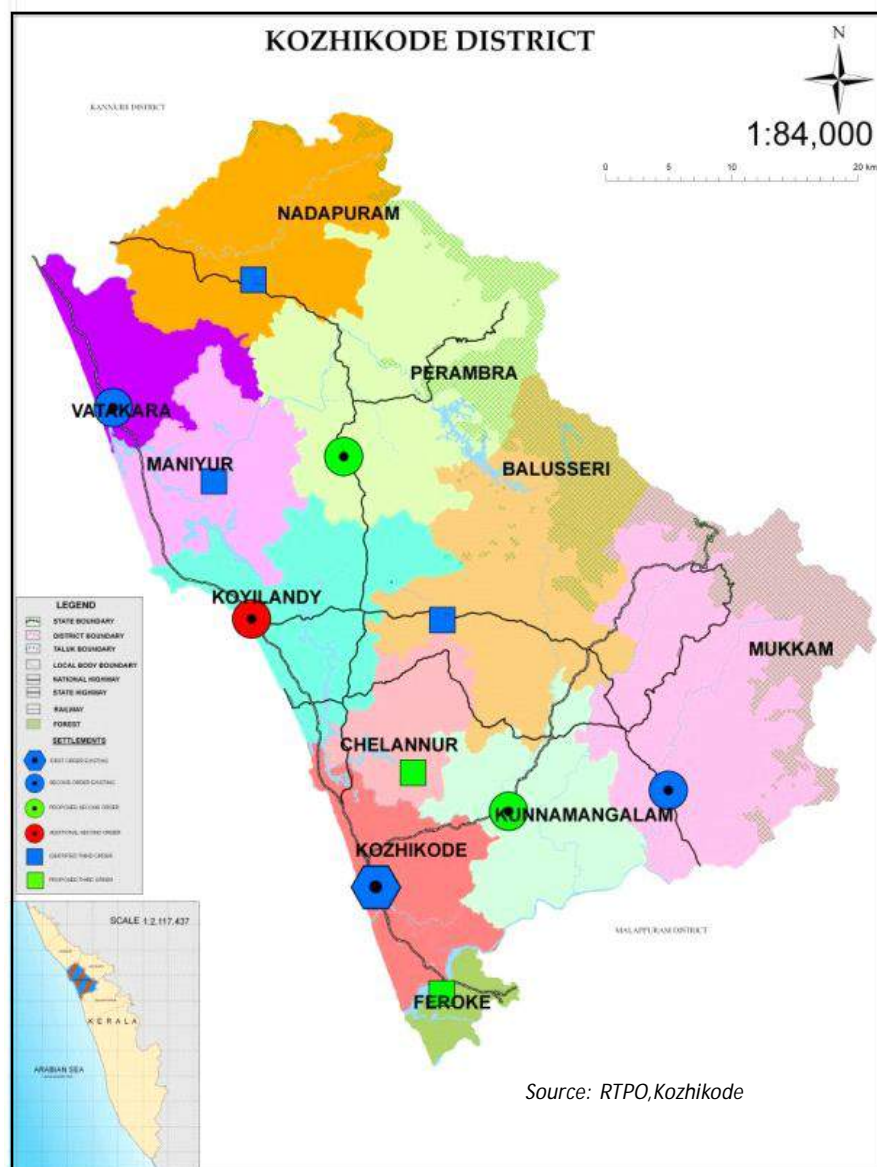 KOZHIKODE DISTRICT
N
KANNUR DISTRICT
1:84,000
0 5 10 20 km
NADAPURAM
PERAMBRA
VATAKARA
MANIYUR
BALUSSERI
KOYILANDY
MUKKAM
CHELANNUR
KUNNAMANGALAM
KOZHIKODE
MALAPPURAM DISTRICT
FEROKE
LEGEND
STATE BOUNDARY
DISTRICT BOUNDARY
TALUK BOUNDARY
LOCAL BODY BOUNDARY
NATIONAL HIGHWAY
STATE HIGHWAY
RAILWAY
FOREST
SETTLEMENTS
FIRST ORDER EXISTING
SECOND ORDER EXISTING
PROPOSED SECOND ORDER
ADDITIONAL SECOND ORDER
IDENTIFIED THIRD ORDER
PROPOSED THIRD ORDER
SCALE 1:2,117,437
KERALA
ARABIAN SEA
Source: RTPO,Kozhikode